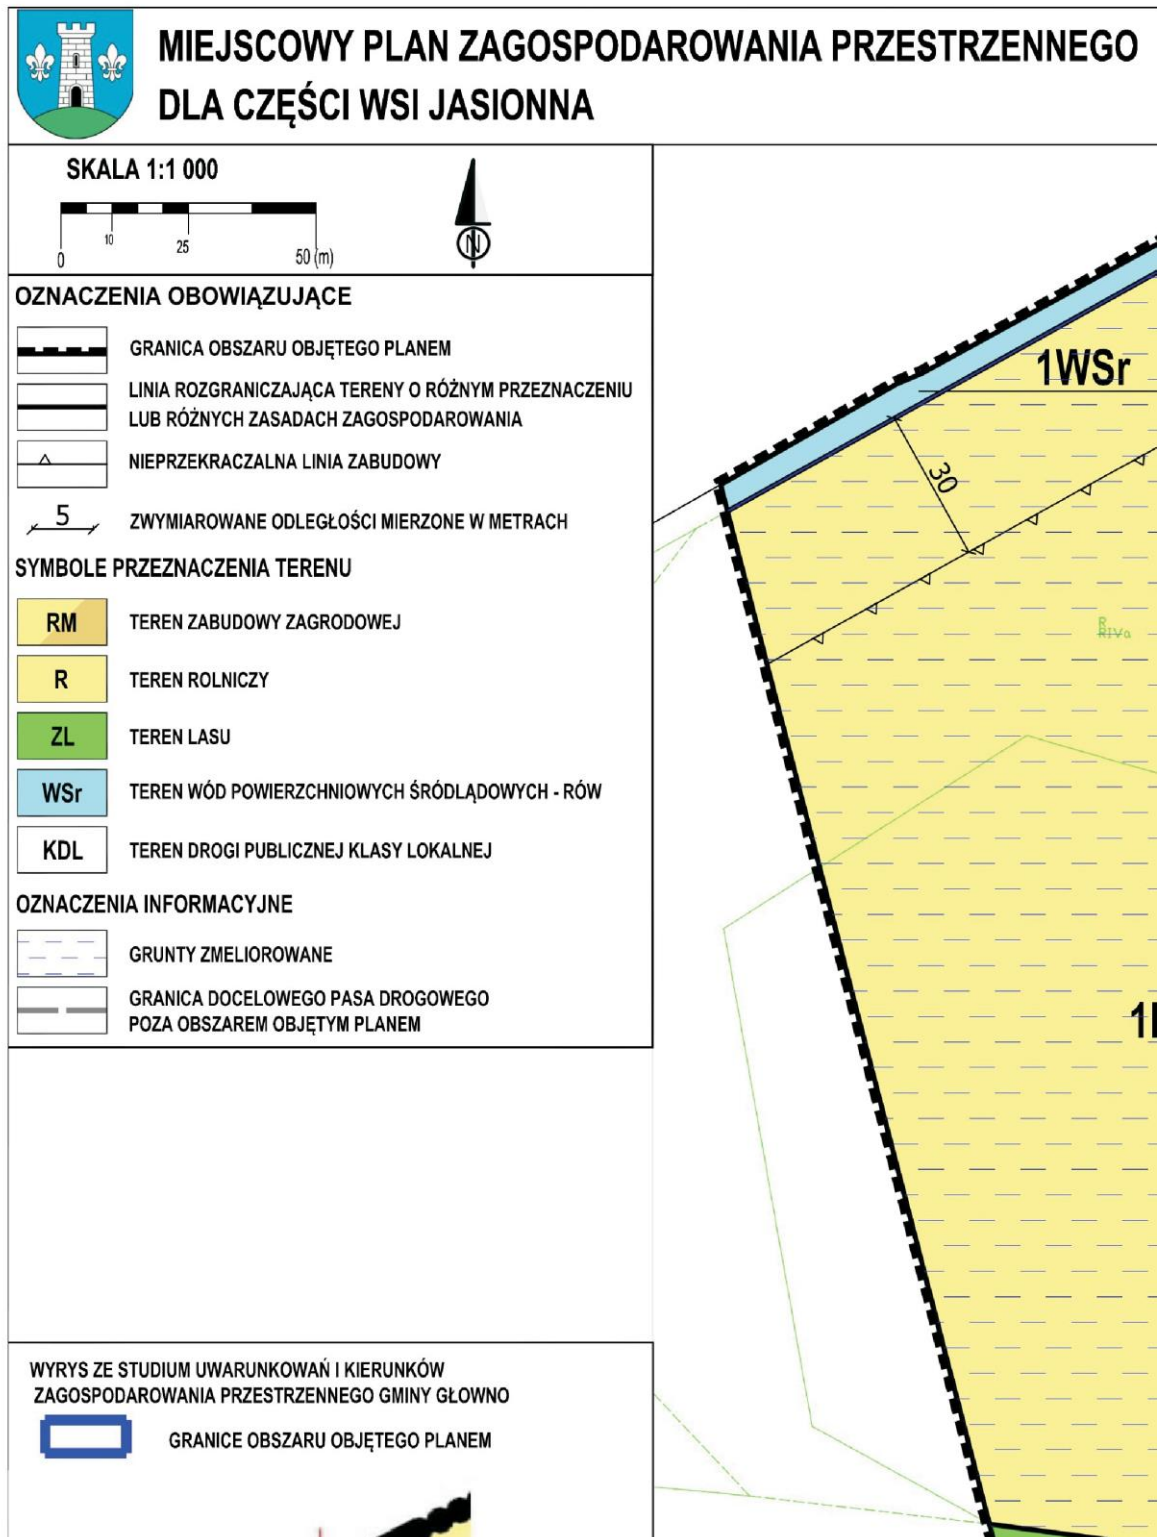 MIEJSCOWY PLAN ZAGOSPODAROWANIA PRZESTRZENNEGO
DLA CZĘŚCI WSI JASIONNA
SKALA 1:1 000
0
10
25
50 (m)
N
OZNACZENIA OBOWIĄZUJĄCE
GRANICA OBSZARU OBJĘTEGO PLANEM
LINIA ROZGRANICZAJĄCA TERENY O RÓŻNYM PRZEZNACZENIU
LUB RÓŻNYCH ZASADACH ZAGOSPODAROWANIA
NIEPRZEKRACZALNA LINIA ZABUDOWY
5 ZWYMIAROWANE ODLEGŁOŚCI MIERZONE W METRACH
SYMBOLE PRZEZNACZENIA TERENU
RM TEREN ZABUDOWY ZAGRODOWEJ
R TEREN ROLNICZY
ZL TEREN LASU
WSr TEREN WÓD POWIERZCHNIOWYCH ŚRÓDLĄDOWYCH - RÓW
KDL TEREN DROGI PUBLICZNEJ KLASY LOKALNEJ
OZNACZENIA INFORMACYJNE
GRUNTY ZMELIOROWANE
GRANICA DOCELOWEGO PASA DROGOWEGO
POZA OBSZAREM OBJĘTYM PLANEM
WYRYS ZE STUDIUM UWARUNKOWAŃ I KIERUNKÓW
ZAGOSPODAROWANIA PRZESTRZENNEGO GMINY GŁOWNO
GRANICE OBSZARU OBJĘTEGO PLANEM
1WSr
30
R
RIVa